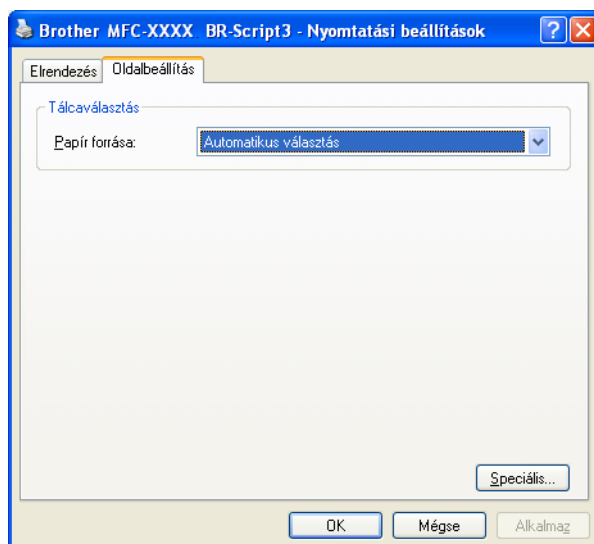 Brother MFC-XXXX BR-Script3 - Nyomtatási beállítások
Elrendezés Oldalbeállítás
Tálcaválasztás
Papír forrása: Automatikus választás
Speciális...
OK Mégse Alkalmaz